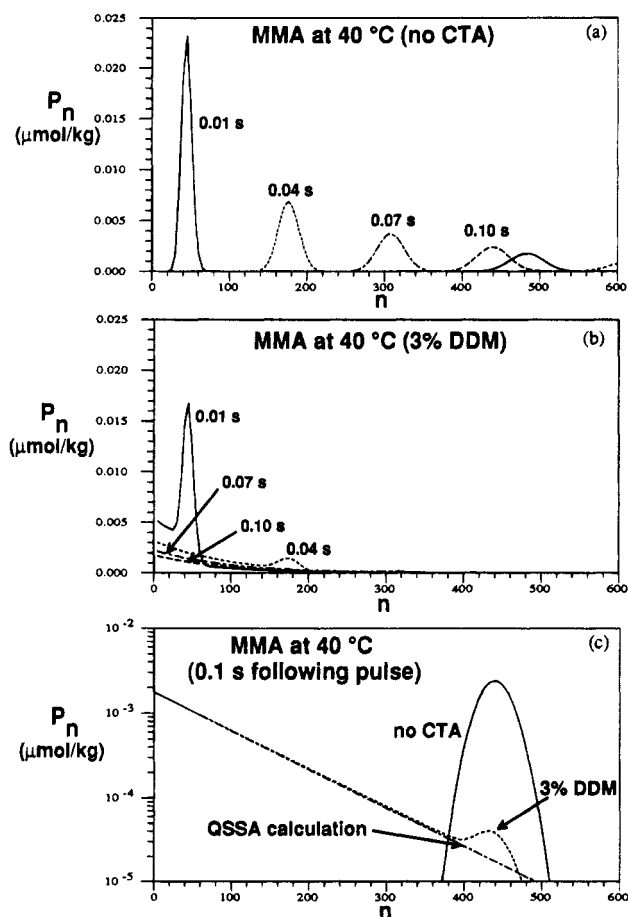 MMA at 40 °C (no CTA)
(a)
0.025
0.020
0.015
0.010
0.005
0.000
Pn
(μmol/kg)
0.01 s
0.04 s
0.07 s
0.10 s
0 100 200 300 400 500 600
n
MMA at 40 °C (3% DDM)
(b)
0.025
0.020
0.015
0.010
0.005
0.000
Pn
(μmol/kg)
0.01 s
0.07 s
0.10 s
0.04 s
0 100 200 300 400 500 600
n
MMA at 40 °C
(0.1 s following pulse)
(c)
10⁻²
10⁻³
10⁻⁴
10⁻⁵
Pn
(μmol/kg)
no CTA
3% DDM
QSSA calculation
0 100 200 300 400 500 600
n